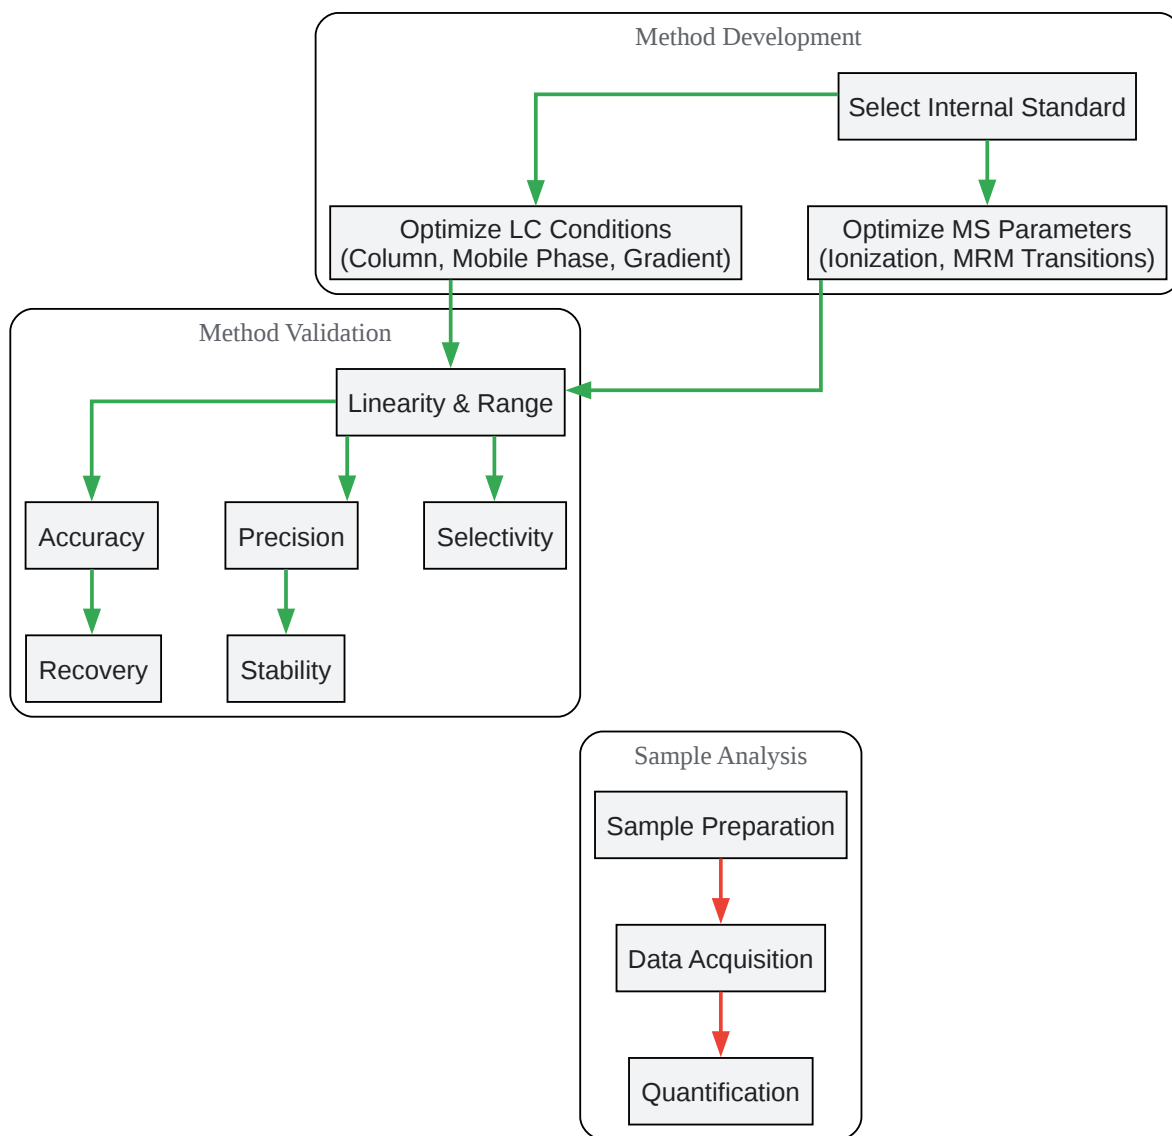 Method Development
Select Internal Standard
Optimize LC Conditions
(Column, Mobile Phase, Gradient)
Optimize MS Parameters
(Ionization, MRM Transitions)
Method Validation
Linearity & Range
Accuracy
Precision
Selectivity
Recovery
Stability
Sample Analysis
Sample Preparation
Data Acquisition
Quantification